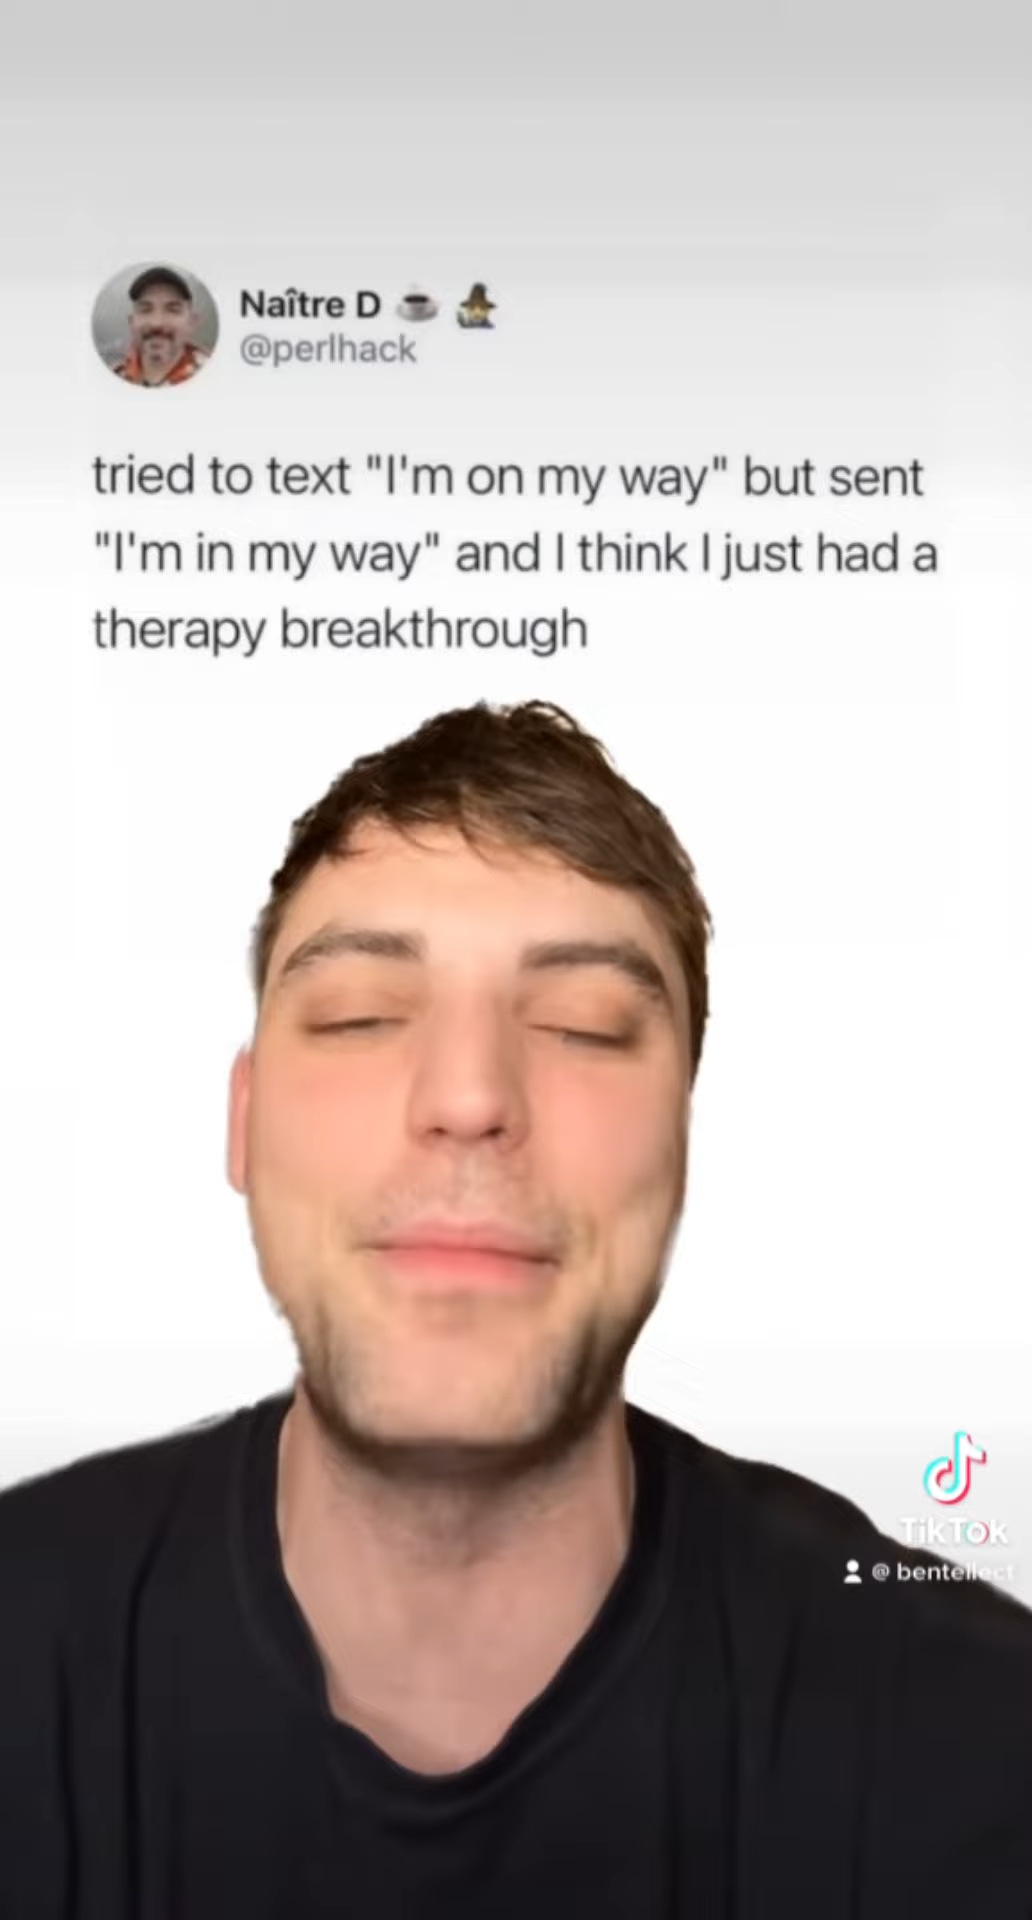 Naître D ☕
@perlhack
tried to text "I'm on my way" but sent
"I'm in my way" and I think I just had a
therapy breakthrough
TikTok
@ bentellect